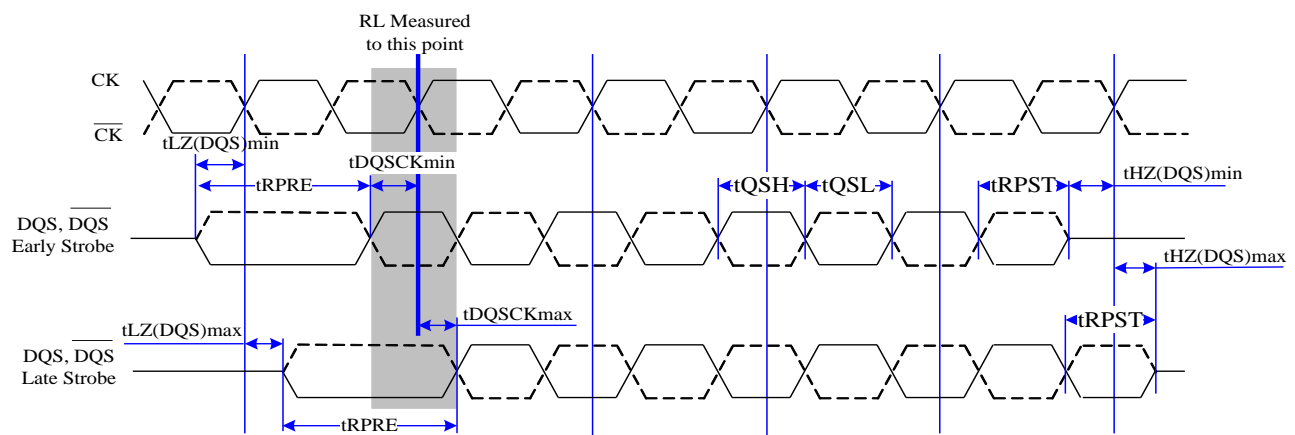 RL Measured
to this point
CK
CK
tLZ(DQS)min
tDQSCKmin
tRPRE
tQSH
tQSL
tRPST
tHZ(DQS)min
DQS, DQS
Early Strobe
tHZ(DQS)max
tDQSCKmax
tLZ(DQS)max
tRPST
DQS, DQS
Late Strobe
tRPRE